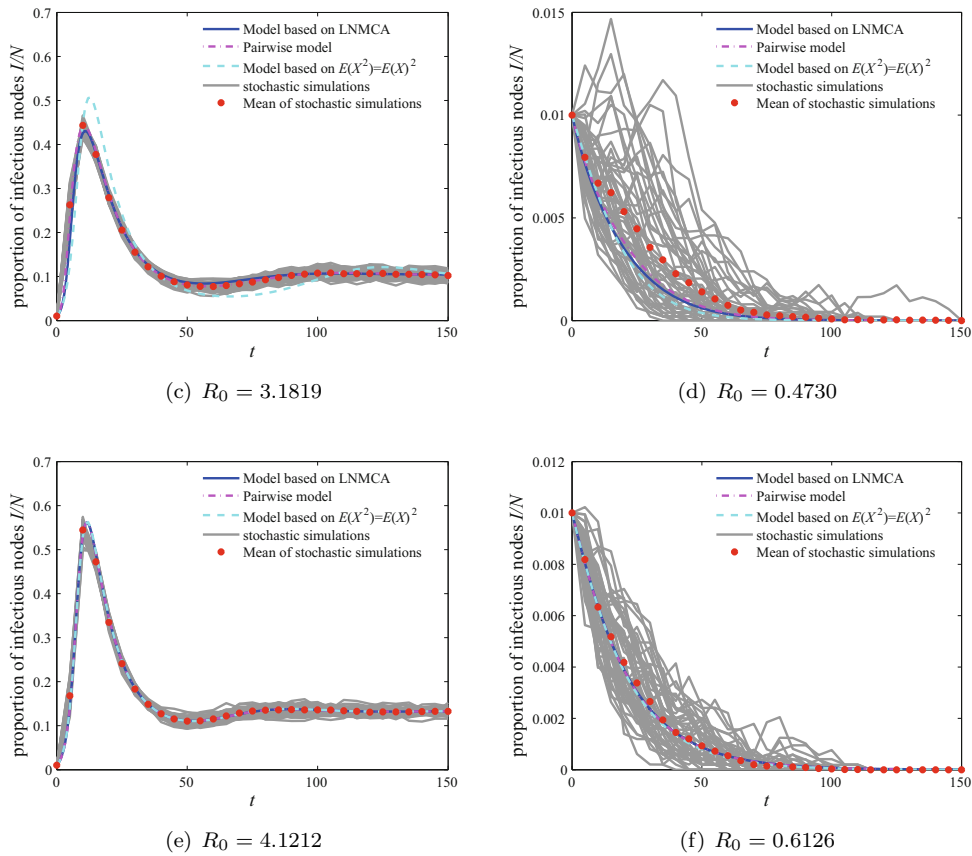 0.7
0.6
0.5
0.4
0.3
0.2
0.1
0
0
50
100
150
proportion of infectious nodes I/N
t
Model based on LNMCA
Pairwise model
Model based on E(X²)=E(X)²
stochastic simulations
Mean of stochastic simulations
(c) R₀ = 3.1819
0.015
0.01
0.005
0
0
50
100
150
proportion of infectious nodes I/N
t
Model based on LNMCA
Pairwise model
Model based on E(X²)=E(X)²
stochastic simulations
Mean of stochastic simulations
(d) R₀ = 0.4730
0.7
0.6
0.5
0.4
0.3
0.2
0.1
0
0
50
100
150
proportion of infectious nodes I/N
t
Model based on LNMCA
Pairwise model
Model based on E(X²)=E(X)²
stochastic simulations
Mean of stochastic simulations
(e) R₀ = 4.1212
0.012
0.01
0.008
0.006
0.004
0.002
0
0
50
100
150
proportion of infectious nodes I/N
t
Model based on LNMCA
Pairwise model
Model based on E(X²)=E(X)²
stochastic simulations
Mean of stochastic simulations
(f) R₀ = 0.6126